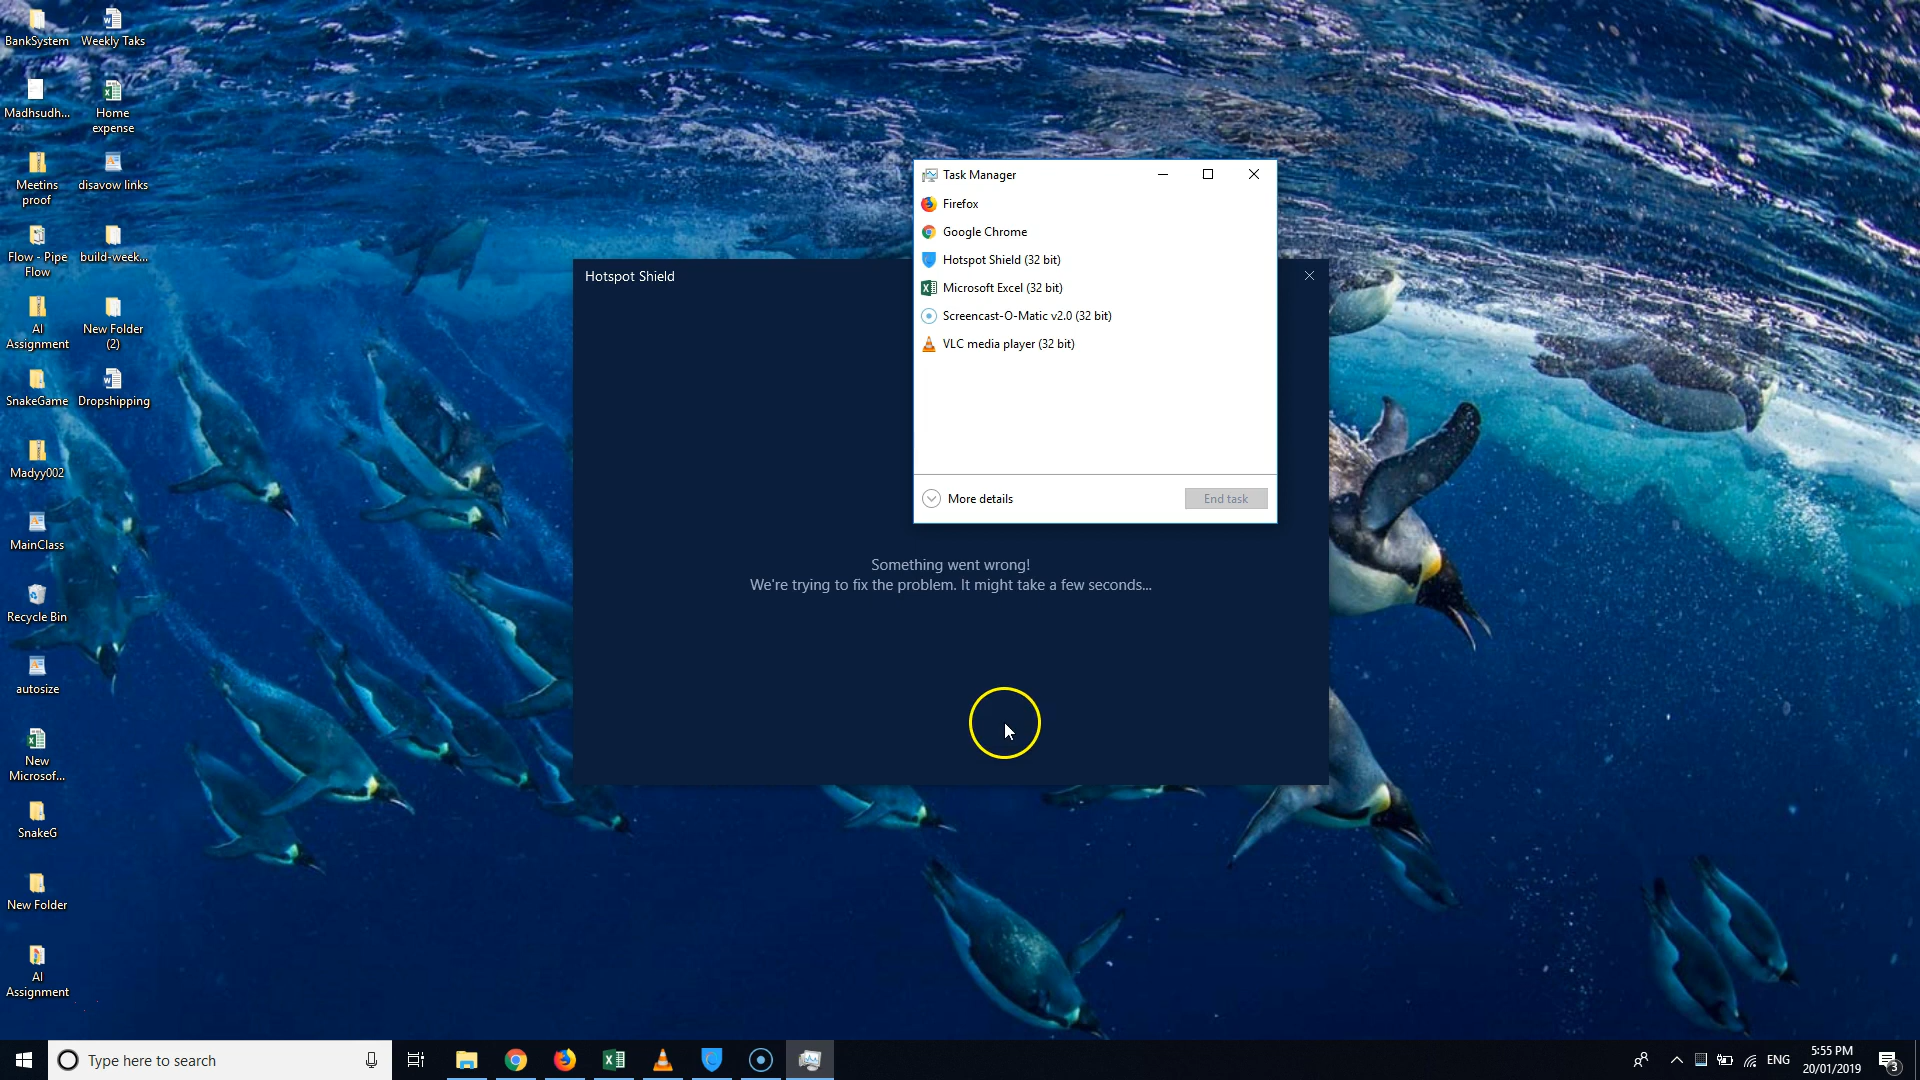 BankSystem
Weekly Taks
Madhsudh...
Home
expense
Meetins
proof
disavow links
Flow - Pipe
Flow
build-week...
AI
Assignment
New Folder
(2)
SnakeGame
Dropshipping
Madyy002
MainClass
Recycle Bin
autosize
New
Microsof...
SnakeG
New Folder
AI
Assignment
Hotspot Shield
Something went wrong!
We're trying to fix the problem. It might take a few seconds...
Task Manager
Firefox
Google Chrome
Hotspot Shield (32 bit)
Microsoft Excel (32 bit)
Screencast-O-Matic v2.0 (32 bit)
VLC media player (32 bit)
More details
End task
Type here to search
ENG
5:55 PM
20/01/2019
3